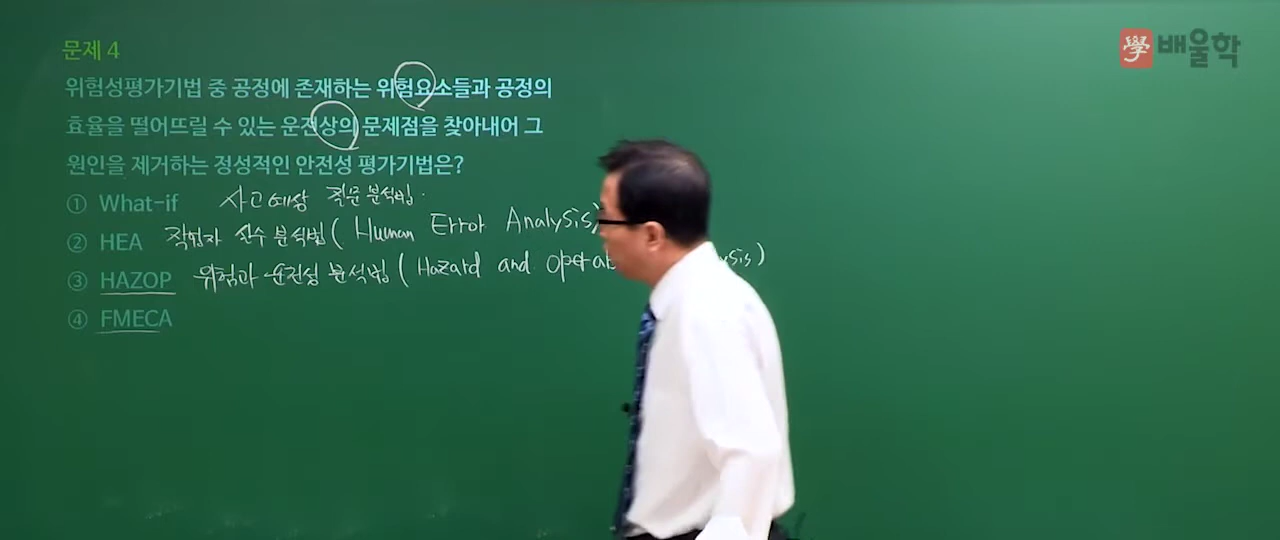 學 배울학
문제 4
위험성평가기법 중 공정에 존재하는 위험요소들과 공정의
효율을 떨어뜨릴 수 있는 운전상의 문제점을 찾아내어 그
원인을 제거하는 정성적인 안전성 평가기법은?
① What-if 사고예상 질문 분석법.
② HEA 작업자 실수 분석법 ( Human Error Analysis )
③ HAZOP 위험과 운전성 분석법 ( Hazard and operat ysis )
④ FMECA